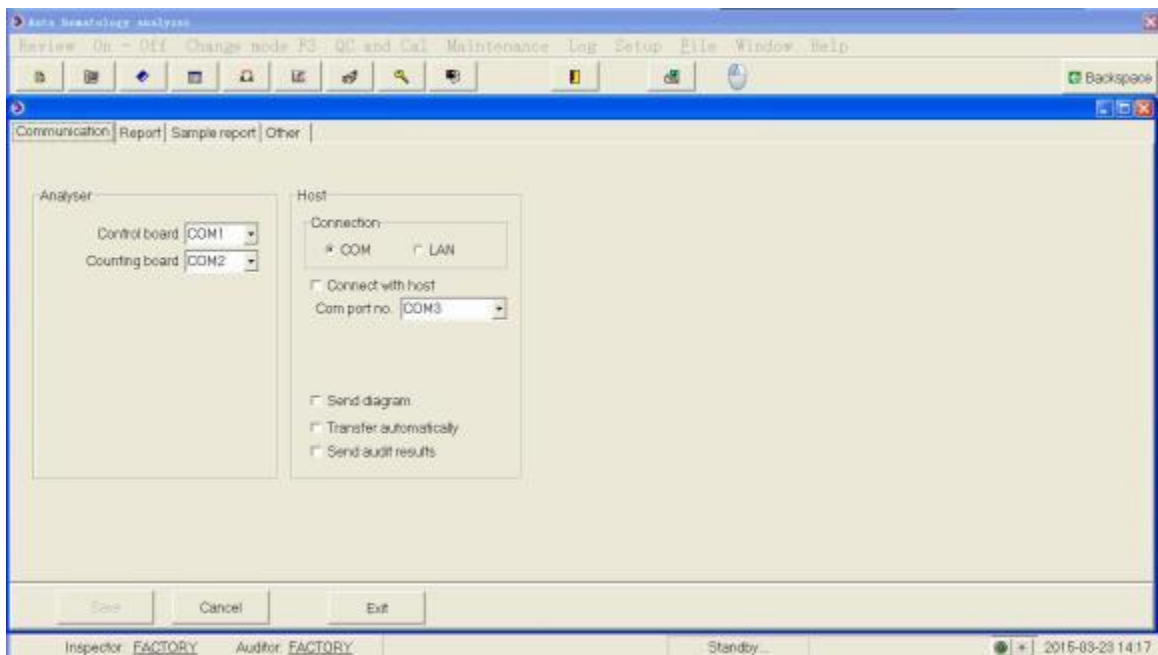 Auto Hematology analyzer
Review On - Off Change mode F3 QC and Cal Maintenance Log Setup File Window Help
Backspace
Communication Report Sample report Other
Analyser
Control board COM1
Counting board COM2
Host
Connection
COM LAN
Connect with host
Com port no. COM3
Send diagram
Transfer automatically
Send audit results
Save Cancel Exit
Inspector: FACTORY Auditor: FACTORY Standby... 2015-03-23 14:17